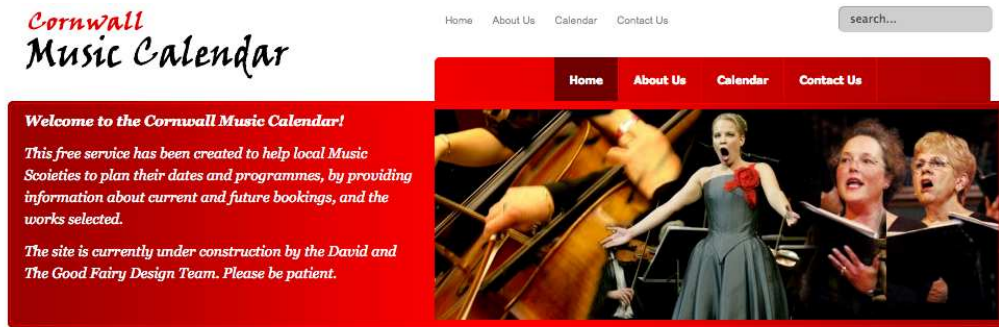 Cornwall
Music Calendar
Home About Us Calendar Contact Us
search...
Home About Us Calendar Contact Us
Welcome to the Cornwall Music Calendar!
This free service has been created to help local Music
Scoieties to plan their dates and programmes, by providing
information about current and future bookings, and the
works selected.
The site is currently under construction by the David and
The Good Fairy Design Team. Please be patient.